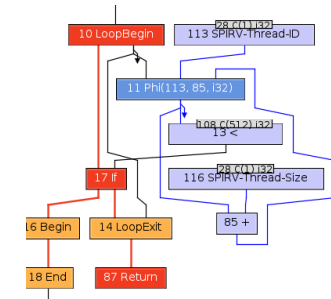 28 C(1) i32
10 LoopBegin
113 SPIRV-Thread-ID
11 Phi(113, 85, i32)
108 C(512) i32
13 <
17 If
28 C(1) i32
116 SPIRV-Thread-Size
16 Begin
14 LoopExit
85 +
18 End
87 Return